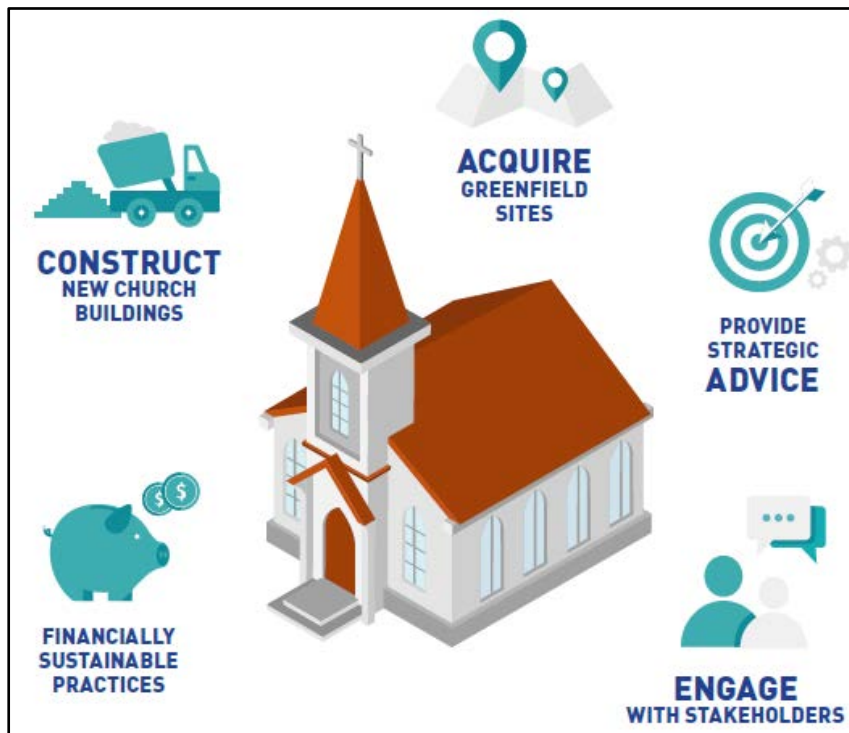 ACQUIRE
GREENFIELD
SITES
CONSTRUCT
NEW CHURCH
BUILDINGS
PROVIDE
STRATEGIC
ADVICE
$ $
FINANCIALLY
SUSTAINABLE
PRACTICES
ENGAGE
WITH STAKEHOLDERS